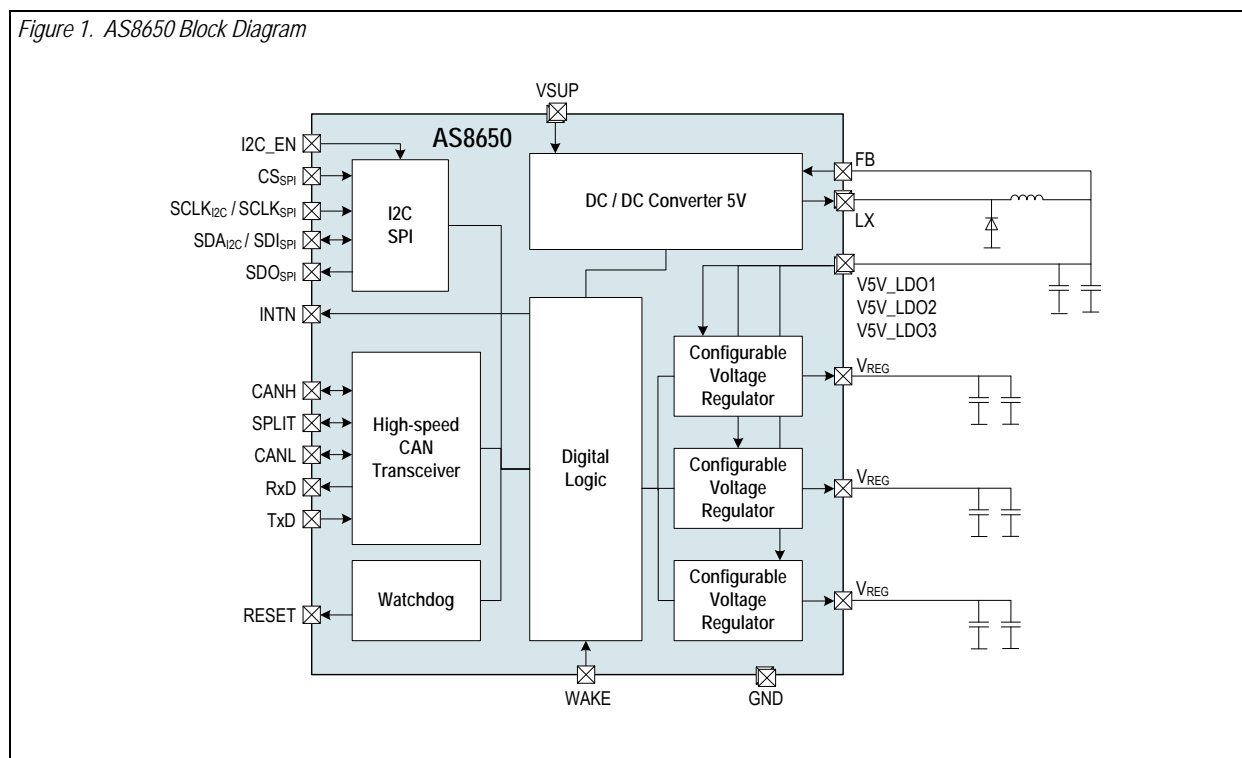 Figure 1. AS8650 Block Diagram
VSUP
AS8650
I2C_EN
CSSPI
SCLKI2C / SCLKSPI
SDAI2C / SDISPI
SDOSPI
INTN
I2C
SPI
DC / DC Converter 5V
FB
LX
V5V_LDO1
V5V_LDO2
V5V_LDO3
CANH
SPLIT
CANL
RxD
TxD
High-speed
CAN
Transceiver
Digital
Logic
Configurable
Voltage
Regulator
VREG
Configurable
Voltage
Regulator
VREG
Configurable
Voltage
Regulator
VREG
RESET
Watchdog
WAKE
GND